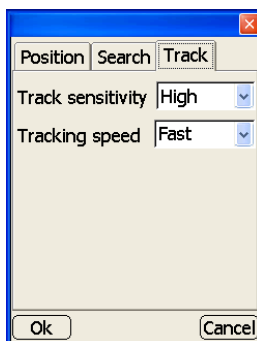 Position Search Track
Track sensitivity High
Tracking speed Fast
Ok Cancel